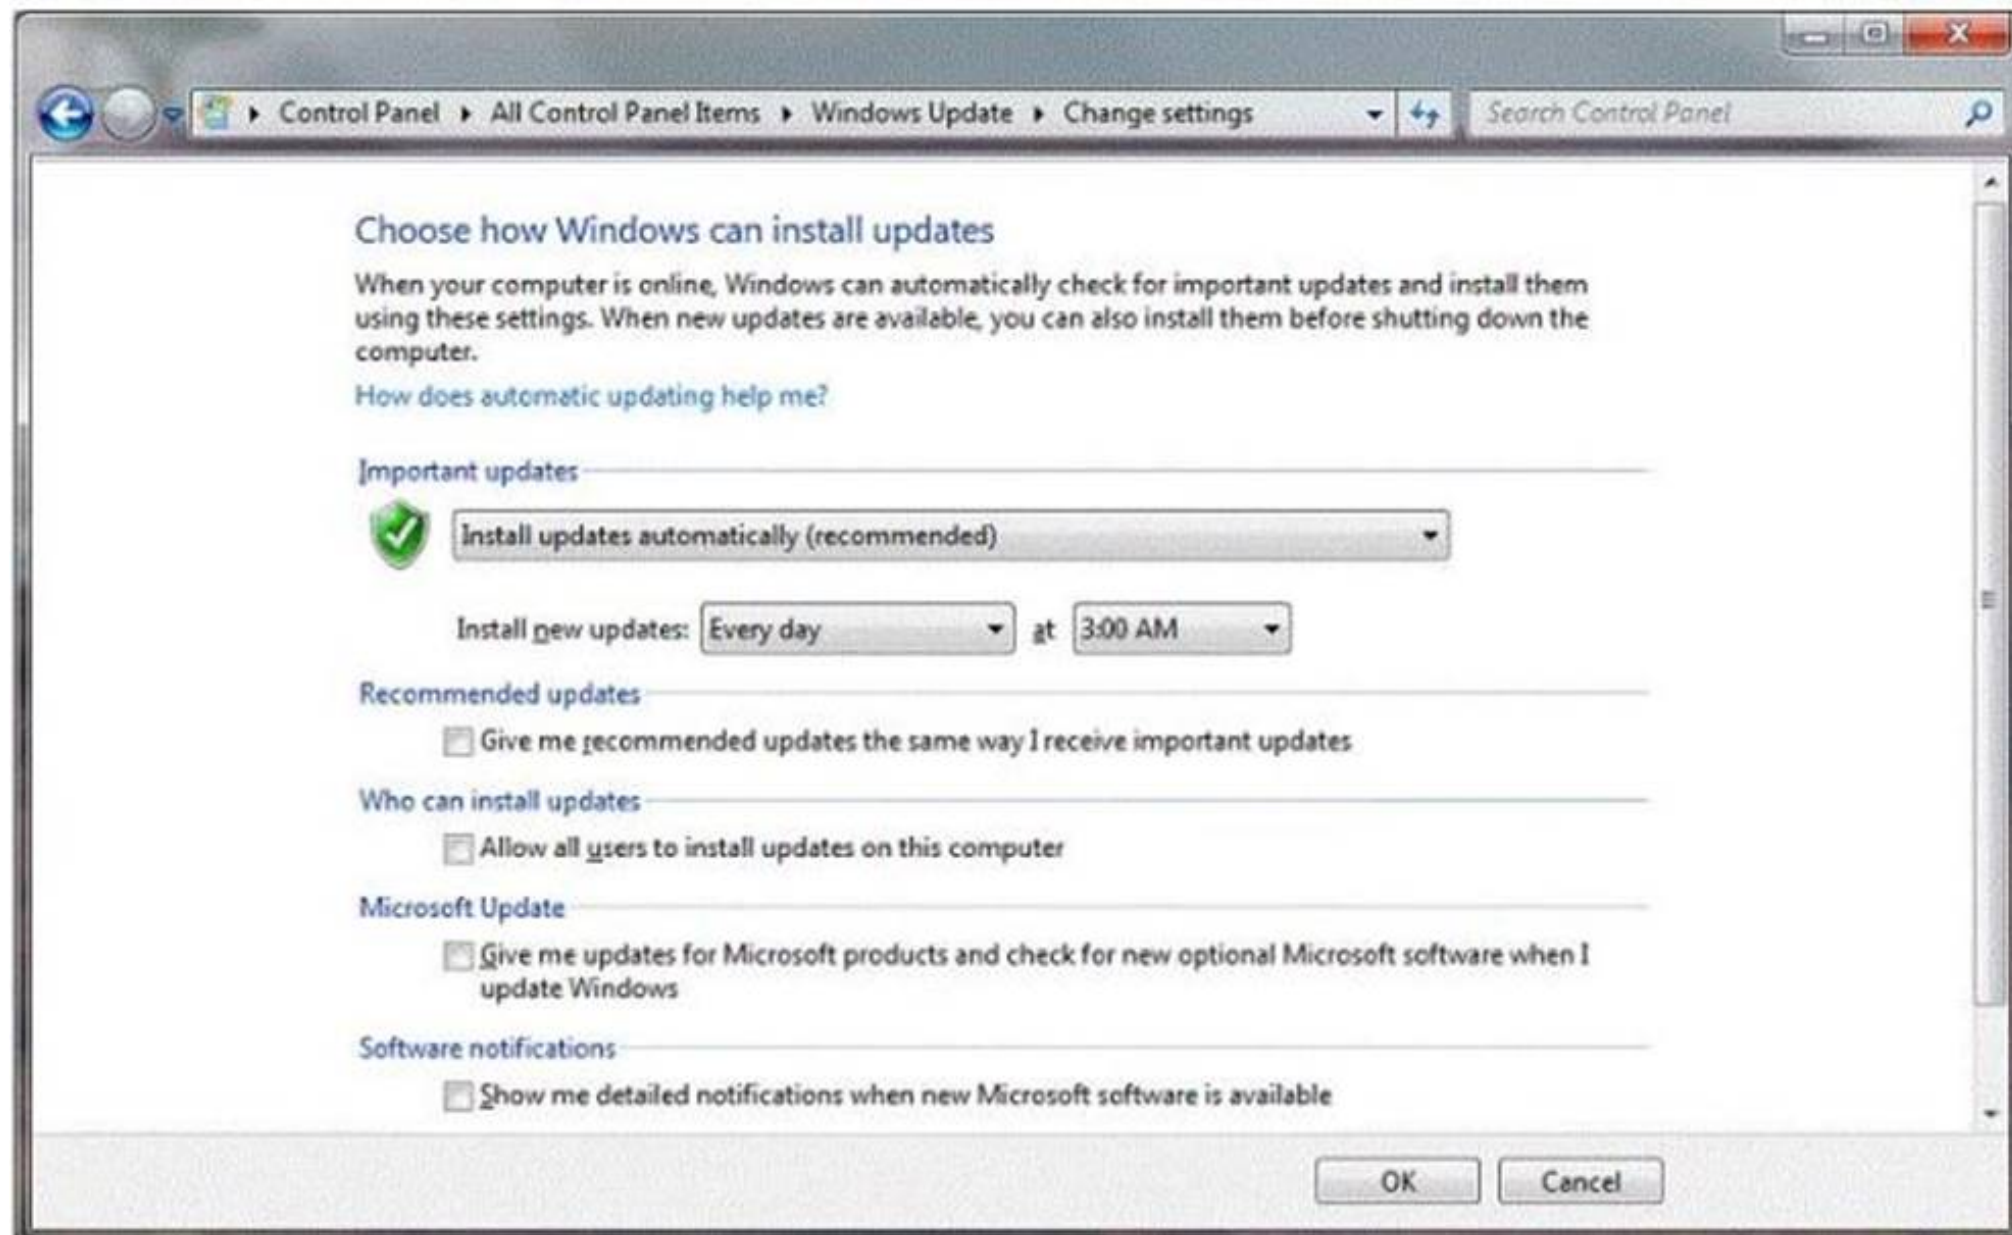 Control Panel All Control Panel Items Windows Update Change settings Search Control Panel
Choose how Windows can install updates
When your computer is online, Windows can automatically check for important updates and install them
using these settings. When new updates are available, you can also install them before shutting down the
computer.
How does automatic updating help me?
Important updates
Install updates automatically (recommended)
Install new updates: Every day at 3:00 AM
Recommended updates
Give me recommended updates the same way I receive important updates
Who can install updates
Allow all users to install updates on this computer
Microsoft Update
Give me updates for Microsoft products and check for new optional Microsoft software when I
update Windows
Software notifications
Show me detailed notifications when new Microsoft software is available
OK Cancel